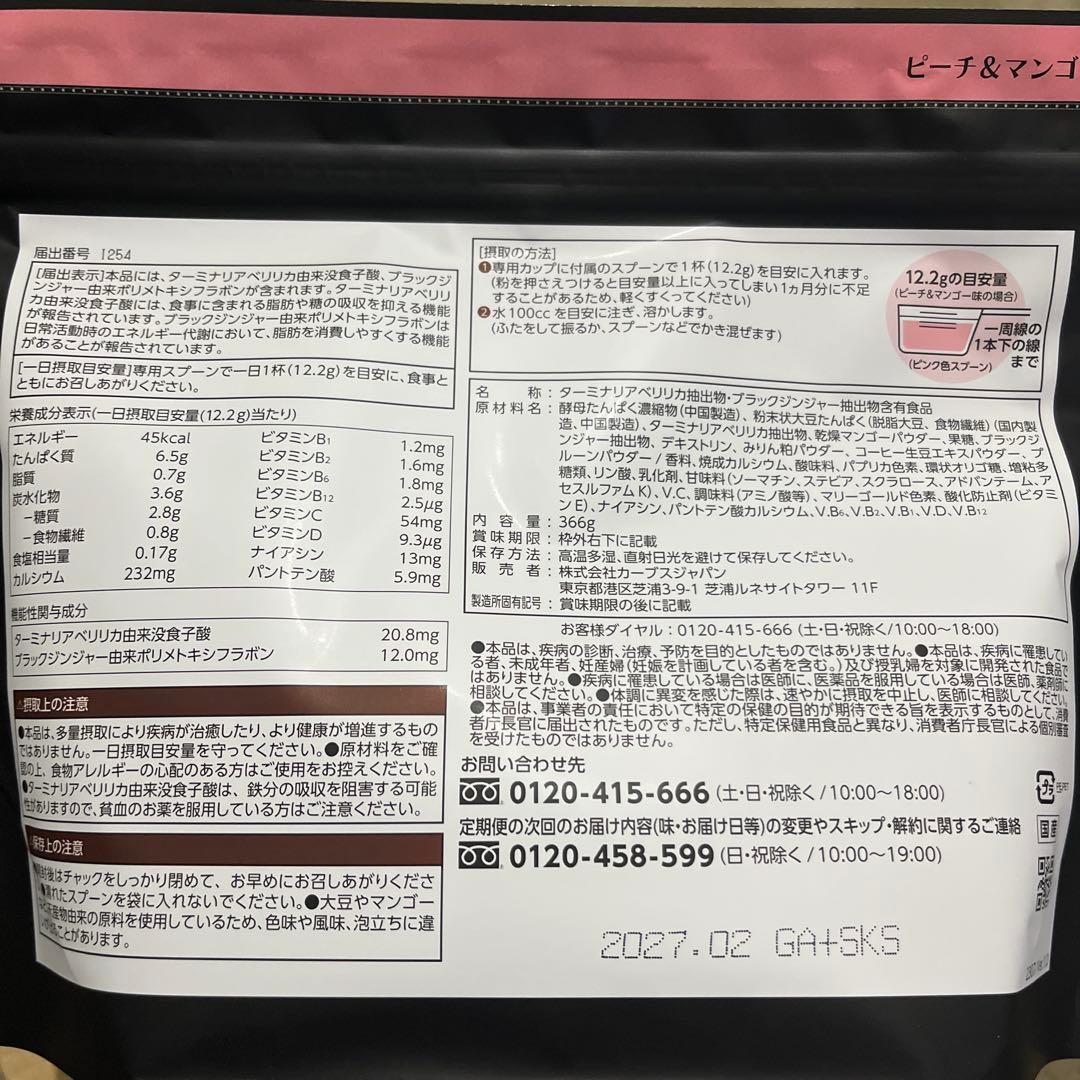 ピーチ&マンゴ
届出番号 I254
[届出表示]本品には、ターミナリアベリリカ由来没食子酸、ブラックジ
ンジャー由来ポリメトキシフラボンが含まれます。ターミナリアベリリ
カ由来没食子酸には、食事に含まれる脂肪や糖の吸収を抑える機能
が報告されています。ブラックジンジャー由来ポリメトキシフラボンは
日常活動時のエネルギー代謝において、脂肪を消費しやすくする機能
があることが報告されています。
[一日摂取目安量]専用スプーンで一日1杯(12.2g)を目安に、食事と
ともにお召しあがりください。
栄養成分表示(一日摂取目安量(12.2g)当たり)
エネルギー 45kcal ビタミンB1 1.2mg
たんぱく質 6.5g ビタミンB2 1.6mg
脂質 0.7g ビタミンB6 1.8mg
炭水化物 3.6g ビタミンB12 2.5μg
−糖質 2.8g ビタミンC 54mg
−食物繊維 0.8g ビタミンD 9.3μg
食塩相当量 0.17g ナイアシン 13mg
カルシウム 232mg パントテン酸 5.9mg
機能性関与成分
ターミナリアベリリカ由来没食子酸 20.8mg
ブラックジンジャー由来ポリメトキシフラボン 12.0mg
摂取上の注意
●本品は、多量摂取により疾病が治癒したり、より健康が増進するもの
ではありません。一日摂取目安量を守ってください。●原材料をご確
認の上、食物アレルギーの心配のある方はご使用をお控えください。
●ターミナリアベリリカ由来没食子酸は、鉄分の吸収を阻害する可能
性がありますので、貧血のお薬を服用している方はご注意ください。
保存上の注意
封後はチャックをしっかり閉めて、お早めにお召しあがりくださ
れたスプーンを袋に入れないでください。●大豆やマンゴー
産物由来の原料を使用しているため、色味や風味、泡立ちに違
ことがあります。
[摂取の方法]
❶専用カップに付属のスプーンで1杯(12.2g)を目安に入れます。
(粉を押さえつけると目安量以上に入ってしまい1ヵ月分に不足
することがあるため、軽くすくってください)
❷水100ccを目安に注ぎ、溶かします。
(ふたをして振るか、スプーンなどでかき混ぜます)
12.2gの目安量
(ピーチ&マンゴー味の場合)
一周線の
1本下の線
まで
(ピンク色スプーン)
名称:ターミナリアベリリカ抽出物・ブラックジンジャー抽出物含有食品
原材料名:酵母たんぱく濃縮物(中国製造)、粉末状大豆たんぱく(脱脂大豆、食物繊維)(国内製
造、中国製造)、ターミナリアベリリカ抽出物、乾燥マンゴーパウダー、果糖、ブラックジ
ンジャー抽出物、デキストリン、みりん粕パウダー、コーヒー生豆エキスパウダー、プ
ルーンパウダー/香料、焼成カルシウム、酸味料、パプリカ色素、環状オリゴ糖、増粘多
糖類、リン酸、乳化剤、甘味料(ソーマチン、ステビア、スクラロース、アドバンテーム、ア
セスルファムK)、V.C、調味料(アミノ酸等)、マリーゴールド色素、酸化防止剤(ビタミ
ンE)、ナイアシン、パントテン酸カルシウム、V.B6、V.B2、V.B1、V.D、V.B12
内容量:366g
賞味期限:枠外右下に記載
保存方法:高温多湿、直射日光を避けて保存してください。
販売者:株式会社カーブスジャパン
東京都港区芝浦3-9-1 芝浦ルネサイトタワー 11F
製造所固有記号:賞味期限の後に記載
お客様ダイヤル:0120-415-666 (土・日・祝除く/10:00〜18:00)
●本品は、疾病の診断、治療、予防を目的としたものではありません。●本品は、疾病に罹患してい
る者、未成年者、妊産婦(妊娠を計画している者を含む。)及び授乳婦を対象に開発された食品で
はありません。●疾病に罹患している場合は医師に、医薬品を服用している場合は医師、薬剤師に
相談してください。●体調に異変を感じた際は、速やかに摂取を中止し、医師に相談してください。
●本品は、事業者の責任において特定の保健の目的が期待できる旨を表示するものとして、消費
者庁長官に届出されたものです。ただし、特定保健用食品と異なり、消費者庁長官による個別審査
を受けたものではありません。
お問い合わせ先
0120-415-666 (土・日・祝除く/10:00〜18:00)
定期便の次回のお届け内容(味・お届け日等)の変更やスキップ・解約に関するご連絡
0120-458-599 (日・祝除く/10:00〜19:00)
プラ
国産
2027.02 GA+SKS